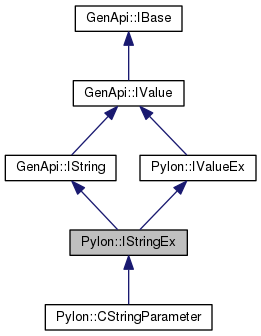 GenApi::IBase
GenApi::IValue
GenApi::IString
Pylon::IValueEx
Pylon::IStringEx
Pylon::CStringParameter